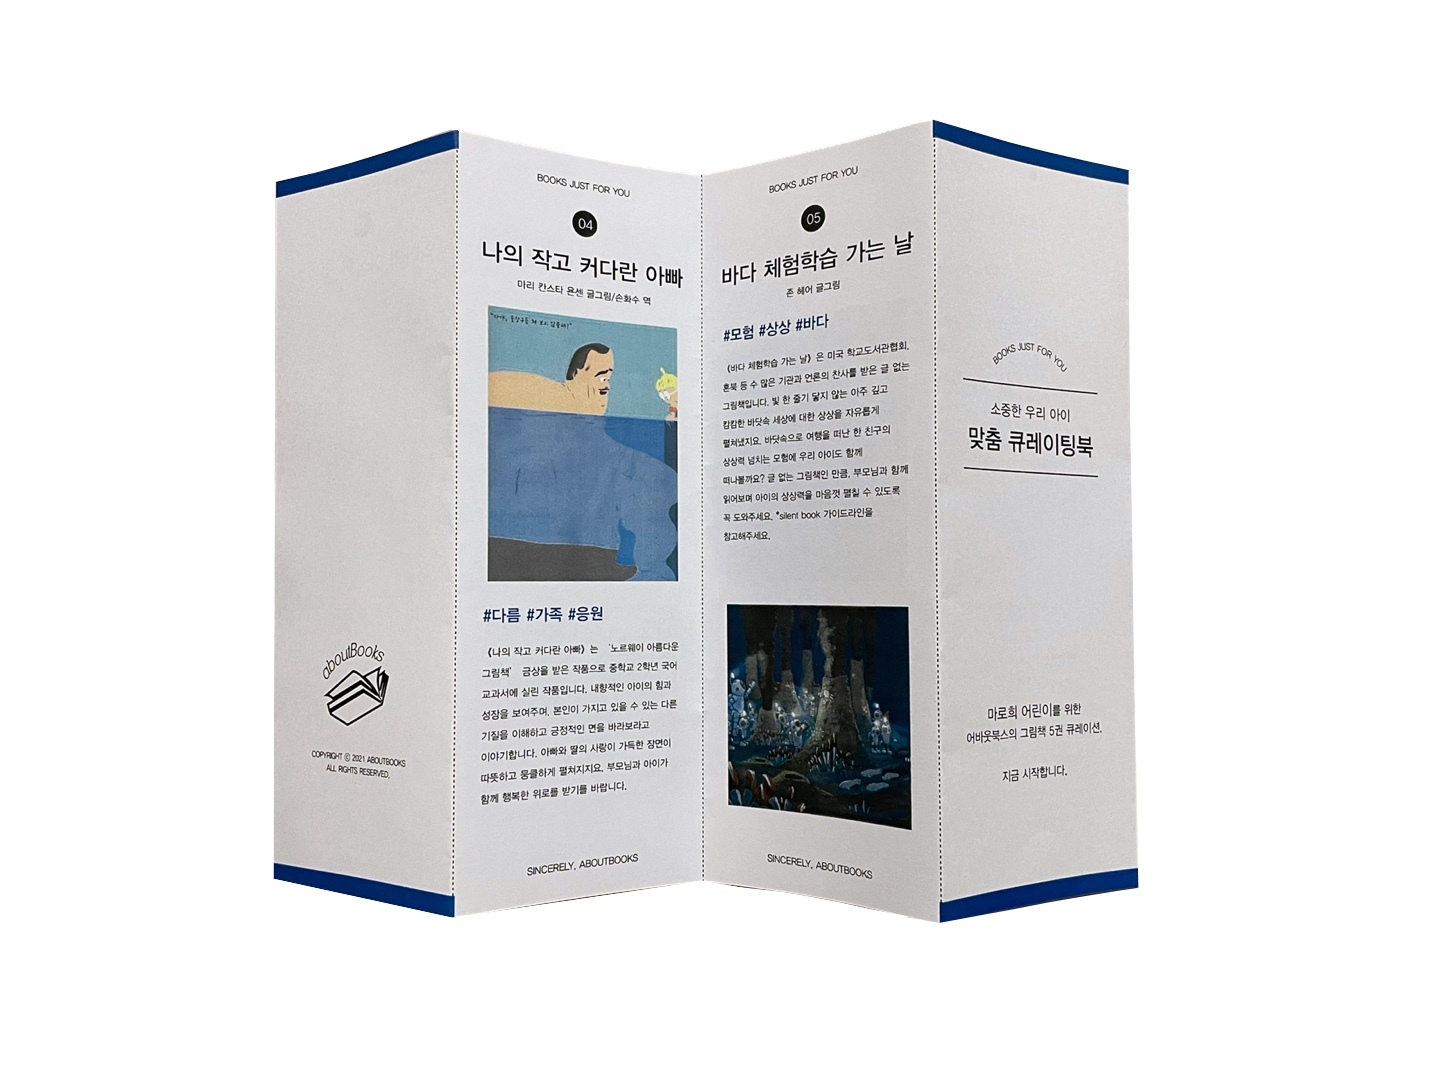 aboutBooks
COPYRIGHT ⓒ 2021 ABOUTBOOKS
ALL RIGHTS RESERVED.
BOOKS JUST FOR YOU
04
나의 작고 커다란 아빠
마리 칸스타 욘센 글그림/손화수 역
#다름 #가족 #응원
《나의 작고 커다란 아빠》는 '노르웨이 아름다운
그림책' 금상을 받은 작품으로 중학교 2학년 국어
교과서에 실린 작품입니다. 내향적인 아이의 힘과
성장을 보여주며, 본인이 가지고 있을 수 있는 다른
기질을 이해하고 긍정적인 면을 바라보라고
이야기합니다. 아빠와 딸의 사랑이 가득한 장면이
따뜻하고 뭉클하게 펼쳐지지요. 부모님과 아이가
함께 행복한 위로를 받기를 바랍니다.
SINCERELY, ABOUTBOOKS
BOOKS JUST FOR YOU
05
바다 체험학습 가는 날
존 헤어 글그림
#모험 #상상 #바다
《바다 체험학습 가는 날》은 미국 학교도서관협회,
혼북 등 수 많은 기관과 언론의 찬사를 받은 글 없는
그림책입니다. 빛 한 줄기 닿지 않는 아주 깊고
캄캄한 바닷속 세상에 대한 상상을 자유롭게
펼쳐냈지요. 바닷속으로 여행을 떠난 한 친구의
상상력 넘치는 모험에 우리 아이도 함께
떠나볼까요? 글 없는 그림책인 만큼, 부모님과 함께
읽어보며 아이의 상상력을 마음껏 펼칠 수 있도록
꼭 도와주세요. *silent book 가이드라인을
참고해주세요.
SINCERELY, ABOUTBOOKS
BOOKS JUST FOR YOU
소중한 우리 아이
맞춤 큐레이팅북
마로희 어린이를 위한
어바웃북스의 그림책 5권 큐레이션.
지금 시작합니다.